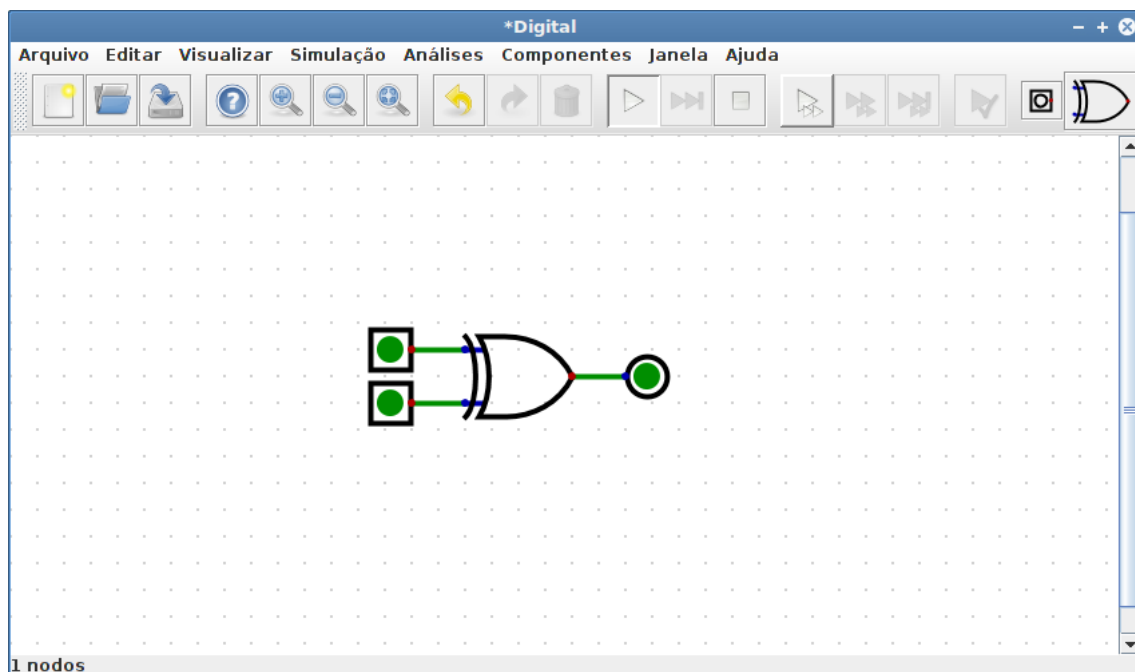 *Digital
Arquivo Editar Visualizar Simulação Análises Componentes Janela Ajuda
1 nodos